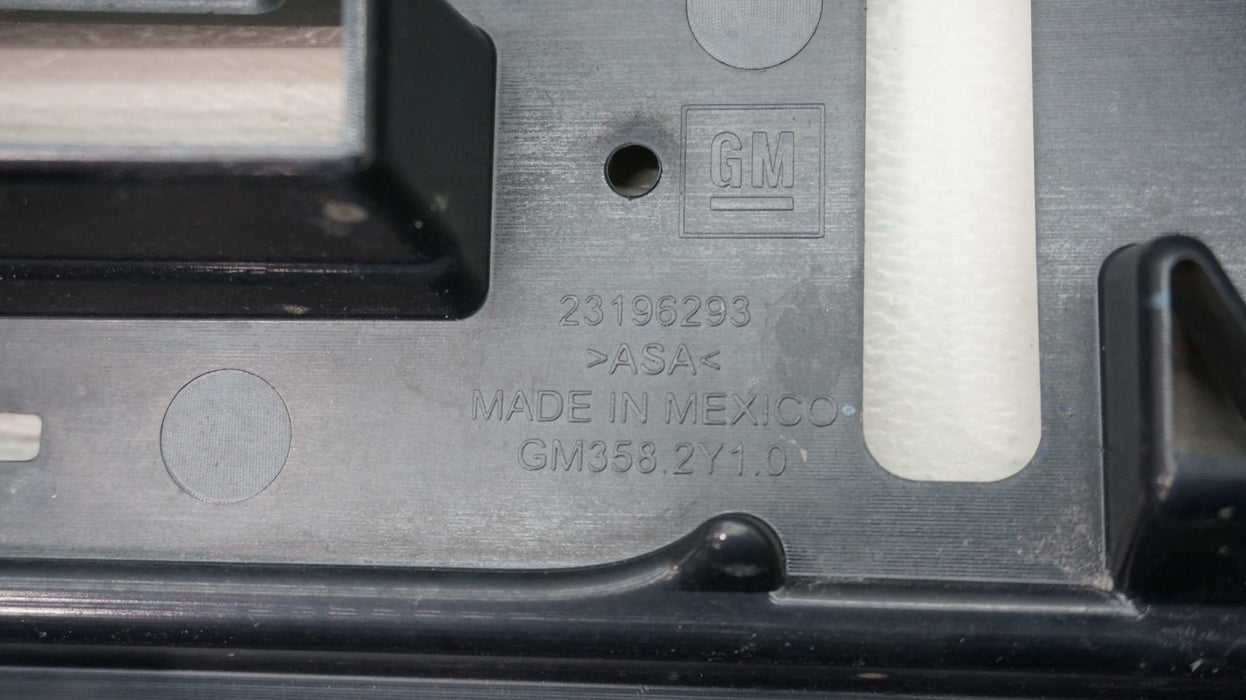 GM
23196293
>ASA<
MADE IN MEXICO
GM358.2Y1.0